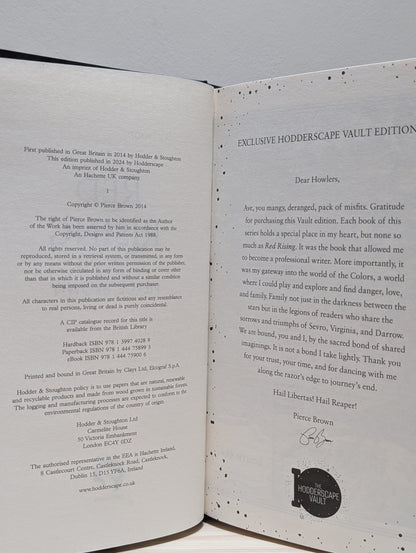 First published in Great Britain in 2014 by Hodder & Stoughton
This edition published in 2024 by Hodderscape
An imprint of Hodder & Stoughton
An Hachette UK company
1
Copyright © Pierce Brown 2014
The right of Pierce Brown to be identified as the Author
of the Work has been asserted by him in accordance with the
Copyright, Designs and Patents Act 1988.
All rights reserved. No part of this publication may be
reproduced, stored in a retrieval system, or transmitted, in any form
or by any means without the prior written permission of the publisher,
nor be otherwise circulated in any form of binding or cover other
than that in which it is published and without a similar condition
being imposed on the subsequent purchaser.
All characters in this publication are fictitious and any resemblance
to real persons, living or dead is purely coincidental.
A CIP catalogue record for this title is
available from the British Library
Hardback ISBN 978 1 3997 4028 8
Paperback ISBN 978 1 444 75899 3
eBook ISBN 978 1 444 75900 6
Printed and bound in Great Britain by Clays Ltd, Elcograf S.p.A.
Hodder & Stoughton policy is to use papers that are natural, renewable
and recyclable products and made from wood grown in sustainable forests.
The logging and manufacturing processes are expected to conform to the
environmental regulations of the country of origin.
Hodder & Stoughton Ltd
Carmelite House
50 Victoria Embankment
London EC4Y 0DZ
The authorised representative in the EEA is Hachette Ireland,
8 Castlecourt Centre, Castleknock Road, Castleknock,
Dublin 15, D15 YF6A, Ireland
www.hodderscape.co.uk
EXCLUSIVE HODDERSCAPE VAULT EDITION
Dear Howlers,
Ave, you mangy, deranged, pack of misfits. Gratitude
for purchasing this Vault edition. Each book of this
series holds a special place in my heart, but none so
much as Red Rising. It was the book that allowed me
to become a professional writer. More importantly, it
was my gateway into the world of the Colors, a world
where I could play and explore and find danger, love,
and family. Family not just in the darkness between the
stars but in the legions of readers who share the
sorrows and triumphs of Sevro, Virginia, and Darrow.
We are bound, you and I, by the sacred bond of shared
imaginings. It is not a bond I take lightly. Thank you
for your trust, your time, and for dancing with me
along the razor's edge to journey's end.
Hail Libertas! Hail Reaper!
Pierce Brown
THE
HODDERSCAPE
VAULT